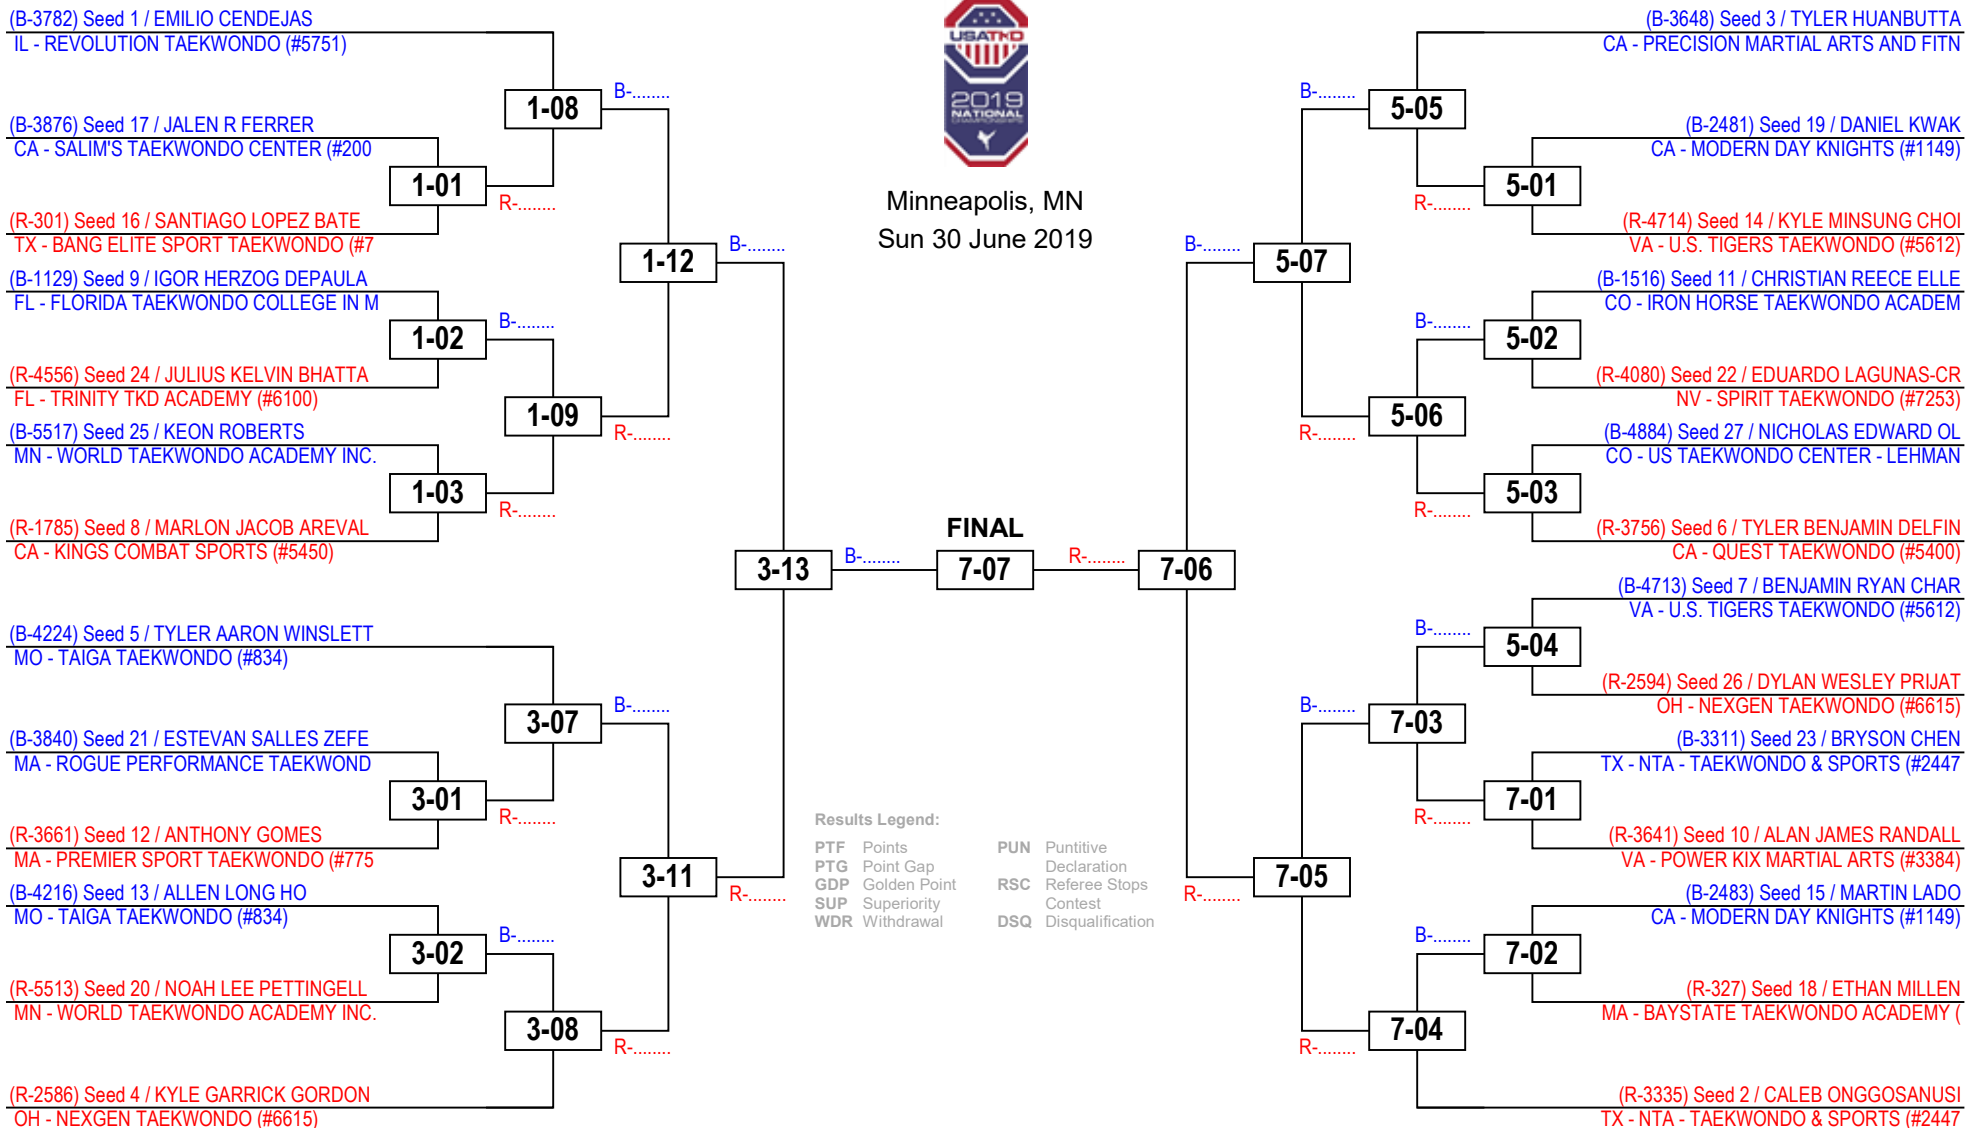 (B-3782) Seed 1 / EMILIO CENDEJAS
IL - REVOLUTION TAEKWONDO (#5751)
(B-3876) Seed 17 / JALEN R FERRER
CA - SALIM'S TAEKWONDO CENTER (#200
(R-301) Seed 16 / SANTIAGO LOPEZ BATE
TX - BANG ELITE SPORT TAEKWONDO (#7
(B-1129) Seed 9 / IGOR HERZOG DEPAULA
FL - FLORIDA TAEKWONDO COLLEGE IN M
(R-4556) Seed 24 / JULIUS KELVIN BHATTA
FL - TRINITY TKD ACADEMY (#6100)
(B-5517) Seed 25 / KEON ROBERTS
MN - WORLD TAEKWONDO ACADEMY INC.
(R-1785) Seed 8 / MARLON JACOB AREVAL
CA - KINGS COMBAT SPORTS (#5450)
(B-4224) Seed 5 / TYLER AARON WINSLETT
MO - TAIGA TAEKWONDO (#834)
(B-3840) Seed 21 / ESTEVAN SALLES ZEFE
MA - ROGUE PERFORMANCE TAEKWOND
(R-3661) Seed 12 / ANTHONY GOMES
MA - PREMIER SPORT TAEKWONDO (#775
(B-4216) Seed 13 / ALLEN LONG HO
MO - TAIGA TAEKWONDO (#834)
(R-5513) Seed 20 / NOAH LEE PETTINGELL
MN - WORLD TAEKWONDO ACADEMY INC.
(R-2586) Seed 4 / KYLE GARRICK GORDON
OH - NEXGEN TAEKWONDO (#6615)
1-01
R-........
1-02
B-........
1-03
R-........
3-01
R-........
3-02
B-........
1-08
B-........
1-09
R-........
3-07
B-........
3-08
R-........
1-12
B-........
3-11
R-........
3-13
B-........
USATKD
2019
NATIONAL
CHAMPIONSHIPS
Minneapolis, MN
Sun 30 June 2019
FINAL
7-07
R-........
7-06
Results Legend:
PTF Points
PTG Point Gap
GDP Golden Point
SUP Superiority
WDR Withdrawal
PUN Puntitive
Declaration
RSC Referee Stops
Contest
DSQ Disqualification
B-........
5-07
R-........
7-05
B-........
5-05
R-........
5-06
B-........
7-03
R-........
7-04
R-........
5-01
B-........
5-02
R-........
5-03
B-........
5-04
R-........
7-01
B-........
7-02
(B-3648) Seed 3 / TYLER HUANBUTTA
CA - PRECISION MARTIAL ARTS AND FITN
(B-2481) Seed 19 / DANIEL KWAK
CA - MODERN DAY KNIGHTS (#1149)
(R-4714) Seed 14 / KYLE MINSUNG CHOI
VA - U.S. TIGERS TAEKWONDO (#5612)
(B-1516) Seed 11 / CHRISTIAN REECE ELLE
CO - IRON HORSE TAEKWONDO ACADEM
(R-4080) Seed 22 / EDUARDO LAGUNAS-CR
NV - SPIRIT TAEKWONDO (#7253)
(B-4884) Seed 27 / NICHOLAS EDWARD OL
CO - US TAEKWONDO CENTER - LEHMAN
(R-3756) Seed 6 / TYLER BENJAMIN DELFIN
CA - QUEST TAEKWONDO (#5400)
(B-4713) Seed 7 / BENJAMIN RYAN CHAR
VA - U.S. TIGERS TAEKWONDO (#5612)
(R-2594) Seed 26 / DYLAN WESLEY PRIJAT
OH - NEXGEN TAEKWONDO (#6615)
(B-3311) Seed 23 / BRYSON CHEN
TX - NTA - TAEKWONDO & SPORTS (#2447
(R-3641) Seed 10 / ALAN JAMES RANDALL
VA - POWER KIX MARTIAL ARTS (#3384)
(B-2483) Seed 15 / MARTIN LADO
CA - MODERN DAY KNIGHTS (#1149)
(R-327) Seed 18 / ETHAN MILLEN
MA - BAYSTATE TAEKWONDO ACADEMY (
(R-3335) Seed 2 / CALEB ONGGOSANUSI
TX - NTA - TAEKWONDO & SPORTS (#2447